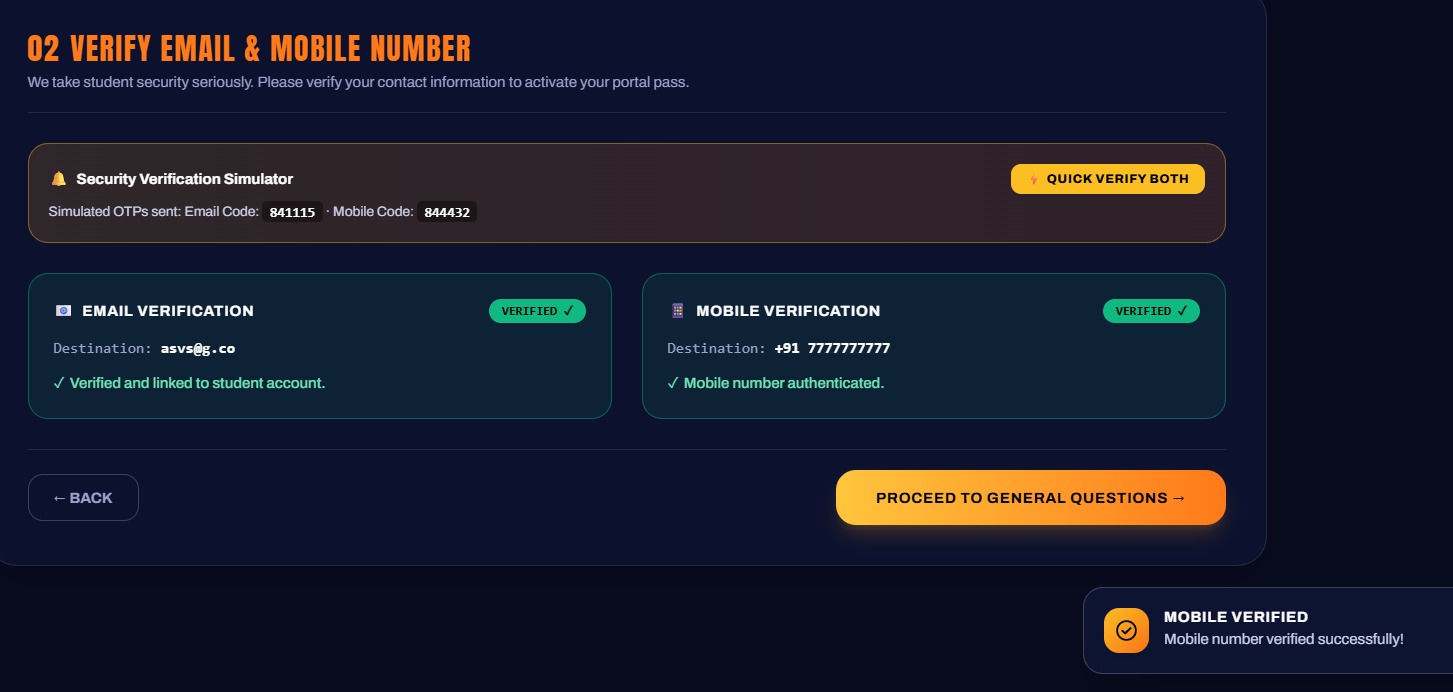 02 VERIFY EMAIL & MOBILE NUMBER
We take student security seriously. Please verify your contact information to activate your portal pass.
Security Verification Simulator
QUICK VERIFY BOTH
Simulated OTPs sent: Email Code: 841115 · Mobile Code: 844432
EMAIL VERIFICATION
VERIFIED ✓
Destination: asvs@g.co
✓ Verified and linked to student account.
MOBILE VERIFICATION
VERIFIED ✓
Destination: +91 7777777777
✓ Mobile number authenticated.
← BACK
PROCEED TO GENERAL QUESTIONS →
MOBILE VERIFIED
Mobile number verified successfully!